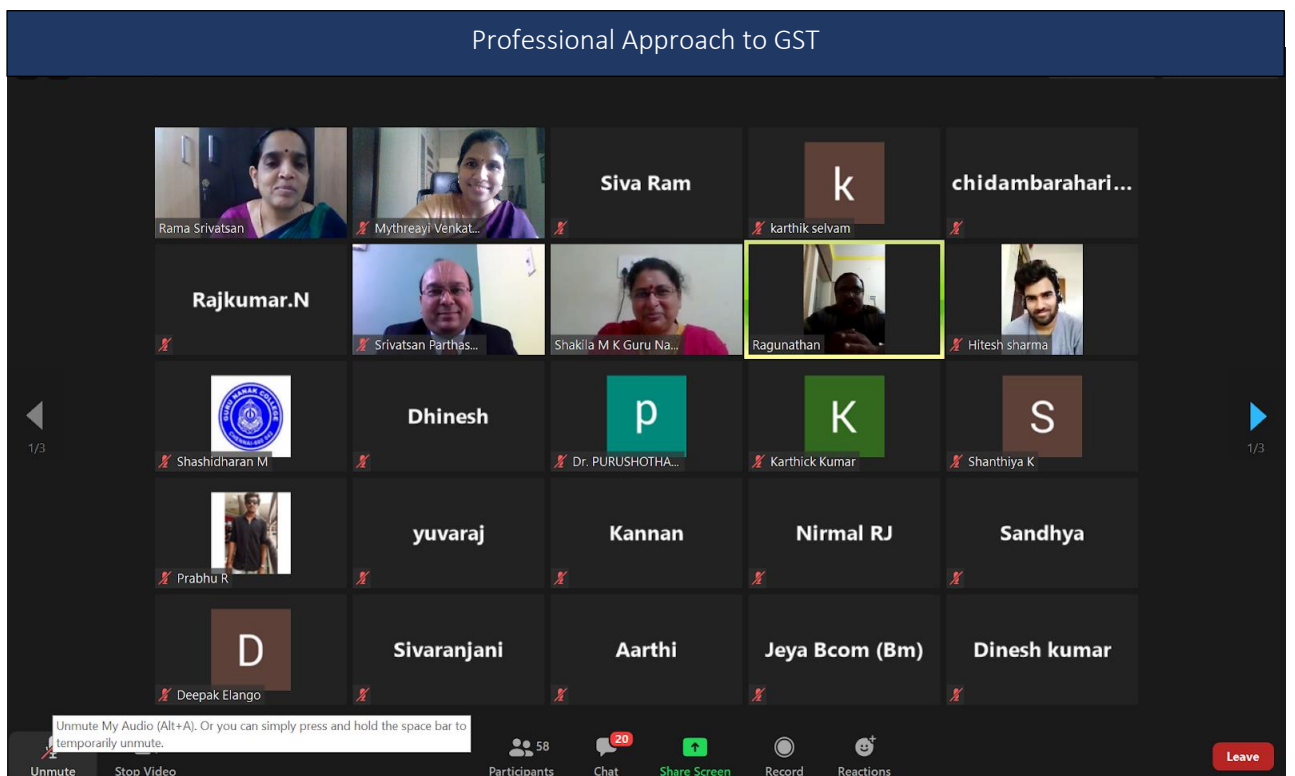 Professional Approach to GST
Rama Srivatsan
Mythreayi Venkat...
Siva Ram
k
karthik selvam
chidambarahari...
Rajkumar.N
Srivatsan Parthas...
Shakila M K Guru Na...
Ragunathan
Hitesh sharma
GURU NANAK COLLEGE
Shashidharan M
Dhinesh
p
Dr. PURUSHOTHA...
K
Karthick Kumar
S
Shanthiya K
1/3
1/3
Prabhu R
yuvaraj
Kannan
Nirmal RJ
Sandhya
D
Deepak Elango
Sivaranjani
Aarthi
Jeya Bcom (Bm)
Dinesh kumar
Unmute My Audio (Alt+A). Or you can simply press and hold the space bar to
temporarily unmute.
58
20
Unmute
Stop Video
Participants
Chat
Share Screen
Record
Reactions
Leave